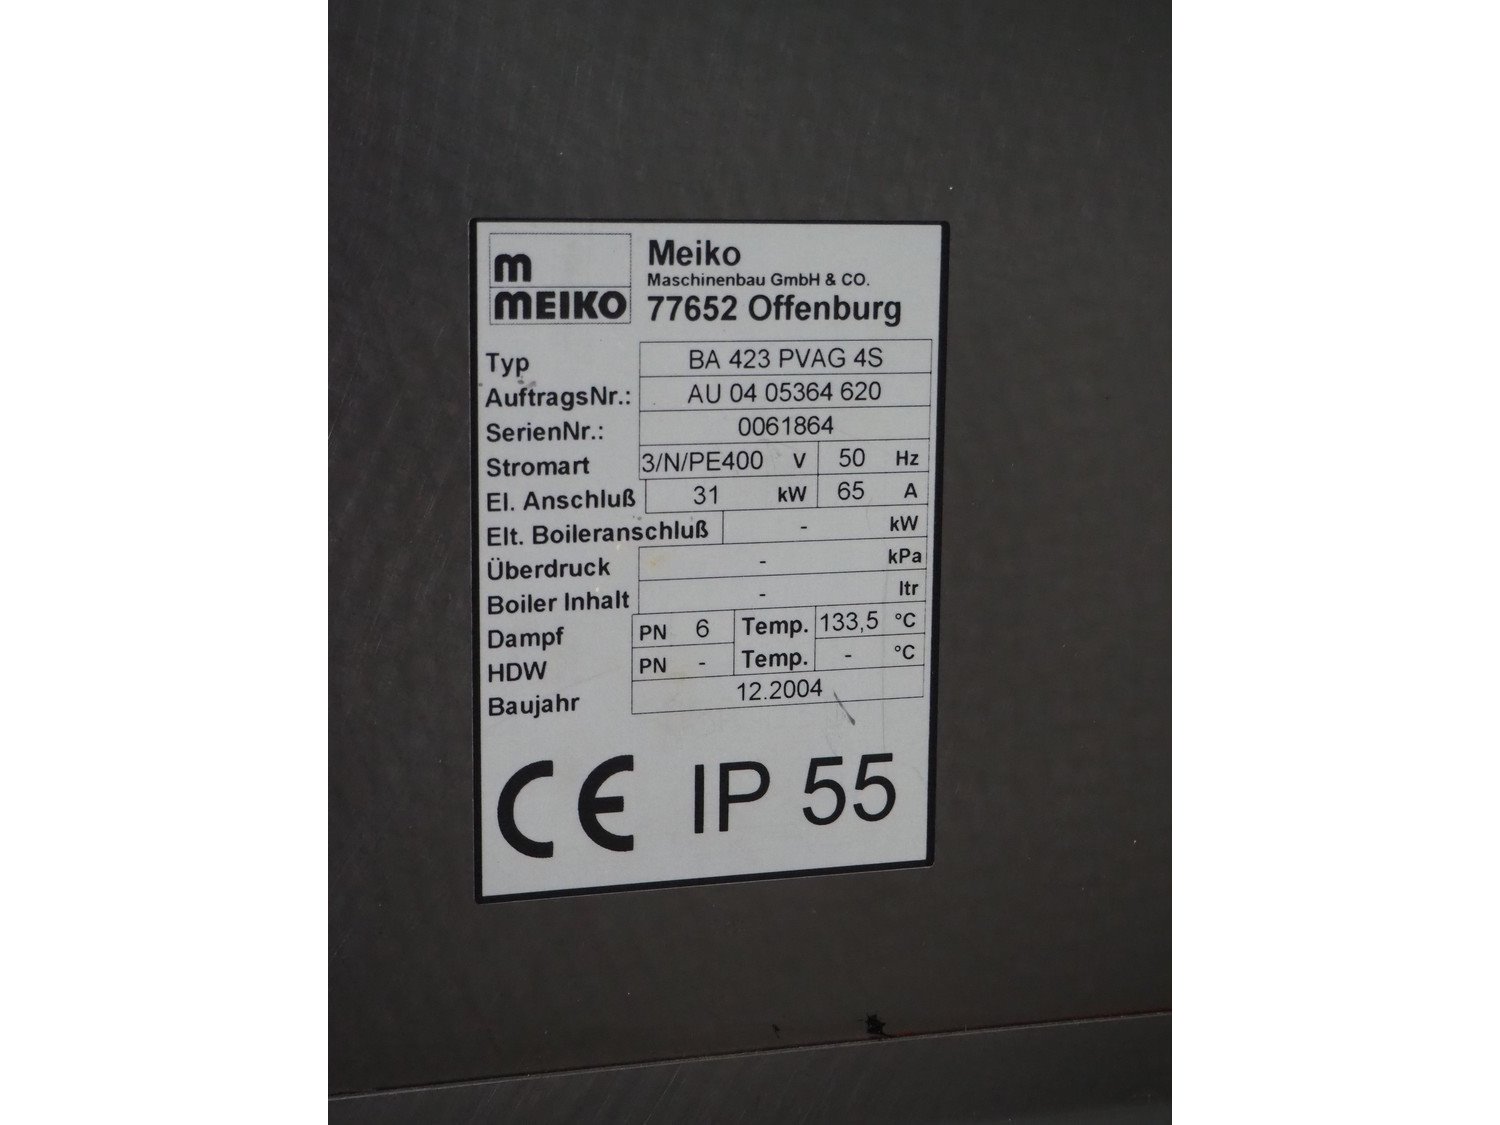 m
MEIKO
Meiko
Maschinenbau GmbH & CO.
77652 Offenburg
Typ BA 423 PVAG 4S
AuftragsNr.: AU 04 05364 620
SerienNr.: 0061864
Stromart 3/N/PE400 V 50 Hz
El. Anschluß 31 kW 65 A
Elt. Boileranschluß - kW
Überdruck - kPa
Boiler Inhalt - ltr
Dampf PN 6 Temp. 133,5 °C
HDW PN - Temp. - °C
Baujahr 12.2004
CE IP 55